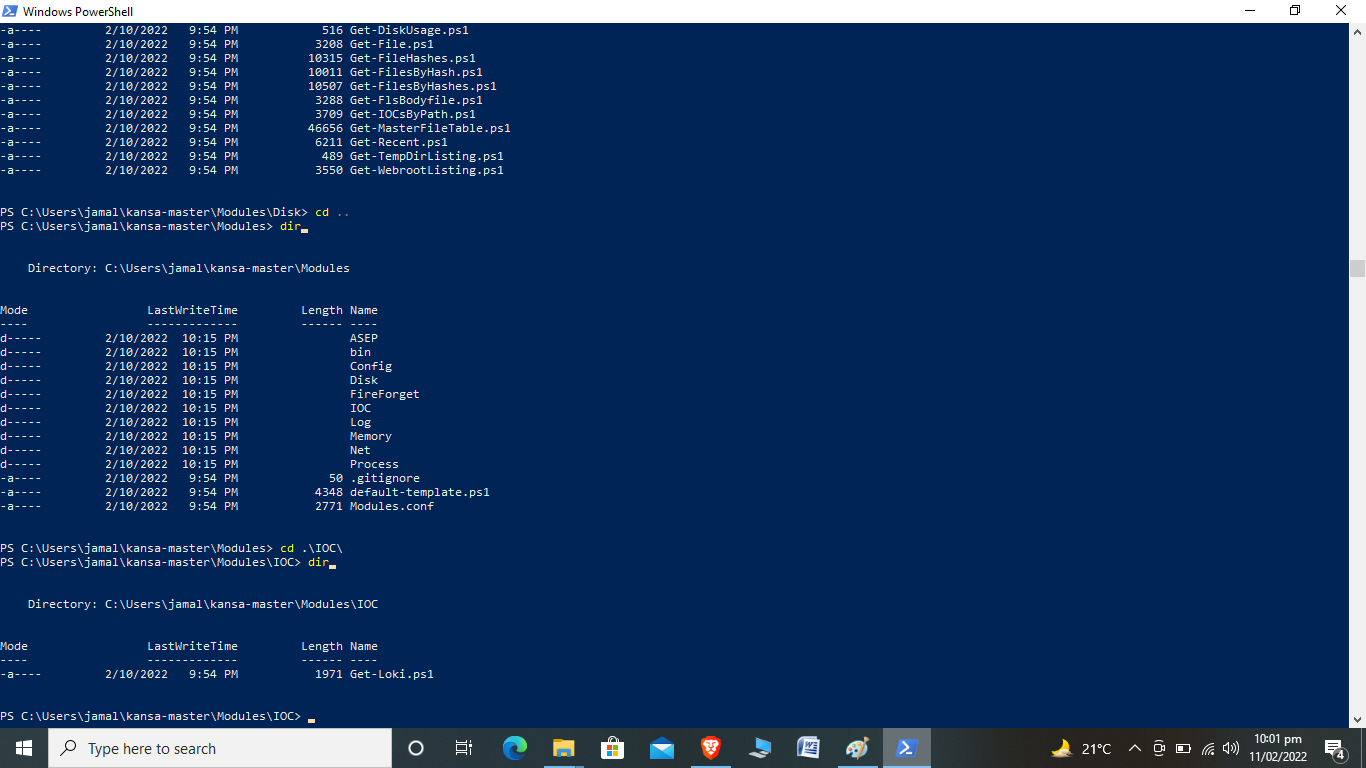 Windows PowerShell
-a---- 2/10/2022 9:54 PM 516 Get-DiskUsage.ps1
-a---- 2/10/2022 9:54 PM 3208 Get-File.ps1
-a---- 2/10/2022 9:54 PM 10315 Get-FileHashes.ps1
-a---- 2/10/2022 9:54 PM 10011 Get-FilesByHash.ps1
-a---- 2/10/2022 9:54 PM 10507 Get-FilesByHashes.ps1
-a---- 2/10/2022 9:54 PM 3288 Get-FlsBodyfile.ps1
-a---- 2/10/2022 9:54 PM 3709 Get-IOCsByPath.ps1
-a---- 2/10/2022 9:54 PM 46656 Get-MasterFileTable.ps1
-a---- 2/10/2022 9:54 PM 6211 Get-Recent.ps1
-a---- 2/10/2022 9:54 PM 489 Get-TempDirListing.ps1
-a---- 2/10/2022 9:54 PM 3550 Get-WebrootListing.ps1
PS C:\Users\jamal\kansa-master\Modules\Disk> cd ..
PS C:\Users\jamal\kansa-master\Modules> dir
Directory: C:\Users\jamal\kansa-master\Modules
Mode LastWriteTime Length Name
---- ------------- ------ ----
d----- 2/10/2022 10:15 PM ASEP
d----- 2/10/2022 10:15 PM bin
d----- 2/10/2022 10:15 PM Config
d----- 2/10/2022 10:15 PM Disk
d----- 2/10/2022 10:15 PM FireForget
d----- 2/10/2022 10:15 PM IOC
d----- 2/10/2022 10:15 PM Log
d----- 2/10/2022 10:15 PM Memory
d----- 2/10/2022 10:15 PM Net
d----- 2/10/2022 10:15 PM Process
-a---- 2/10/2022 9:54 PM 50 .gitignore
-a---- 2/10/2022 9:54 PM 4348 default-template.ps1
-a---- 2/10/2022 9:54 PM 2771 Modules.conf
PS C:\Users\jamal\kansa-master\Modules> cd .\IOC\
PS C:\Users\jamal\kansa-master\Modules\IOC> dir
Directory: C:\Users\jamal\kansa-master\Modules\IOC
Mode LastWriteTime Length Name
---- ------------- ------ ----
-a---- 2/10/2022 9:54 PM 1971 Get-Loki.ps1
PS C:\Users\jamal\kansa-master\Modules\IOC>
Type here to search
21°C
10:01 pm
11/02/2022
4